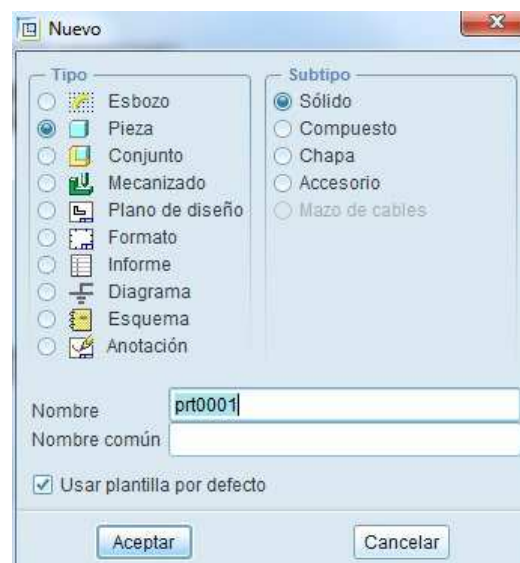 Nuevo
Tipo
Esbozo
Pieza
Conjunto
Mecanizado
Plano de diseño
Formato
Informe
Diagrama
Esquema
Anotación
Subtipo
Sólido
Compuesto
Chapa
Accesorio
Mazo de cables
Nombre prt0001
Nombre común
Usar plantilla por defecto
Aceptar Cancelar